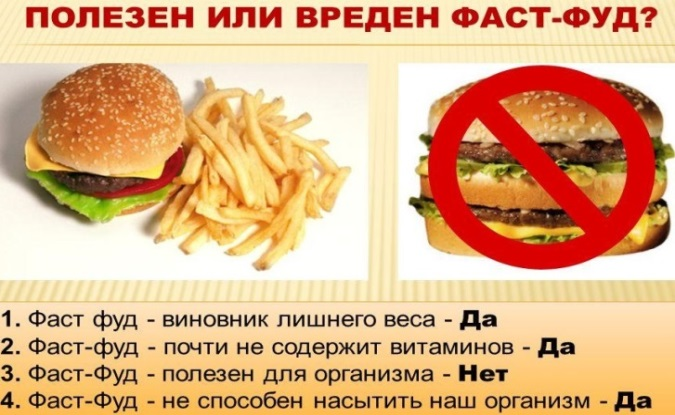 ПОЛЕЗЕН ИЛИ ВРЕДЕН ФАСТ-ФУД?
1. Фаст фуд - виновник лишнего веса - Да
2. Фаст-фуд - почти не содержит витаминов - Да
3. Фаст-Фуд - полезен для организма - Нет
4. Фаст-Фуд - не способен насытить наш организм - Да